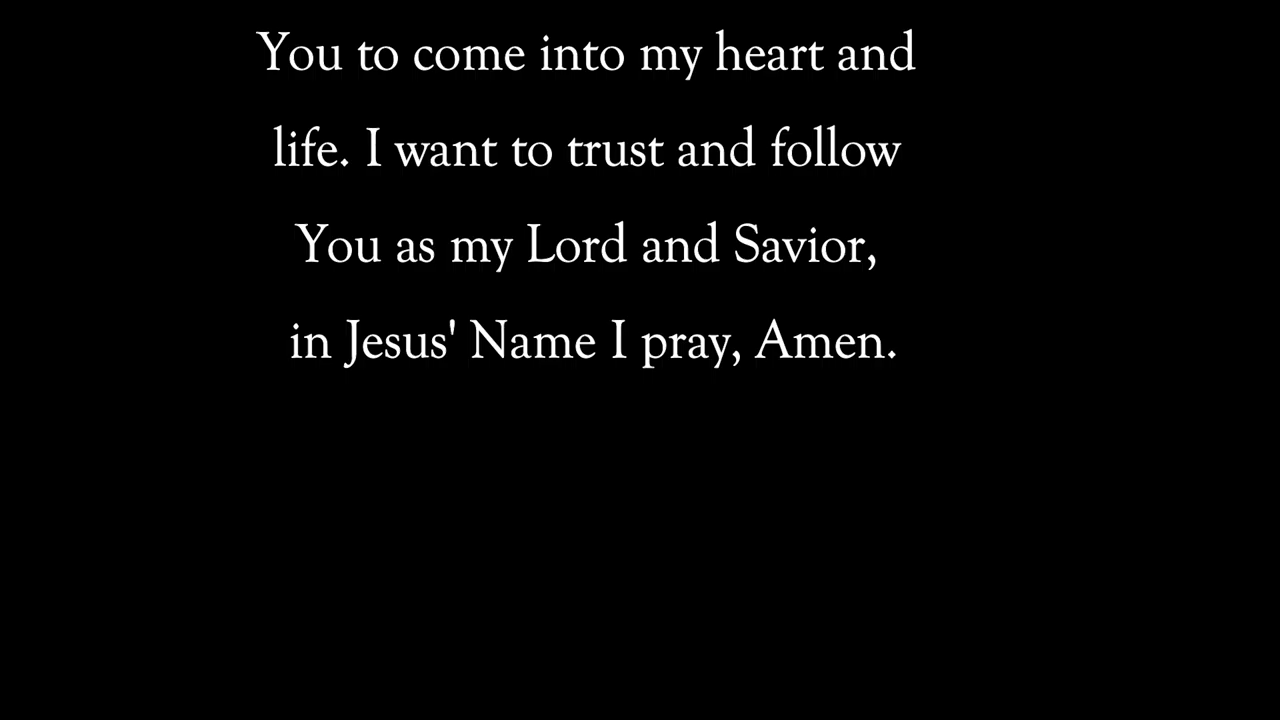 You to come into my heart and
life. I want to trust and follow
You as my Lord and Savior,
in Jesus' Name I pray, Amen.